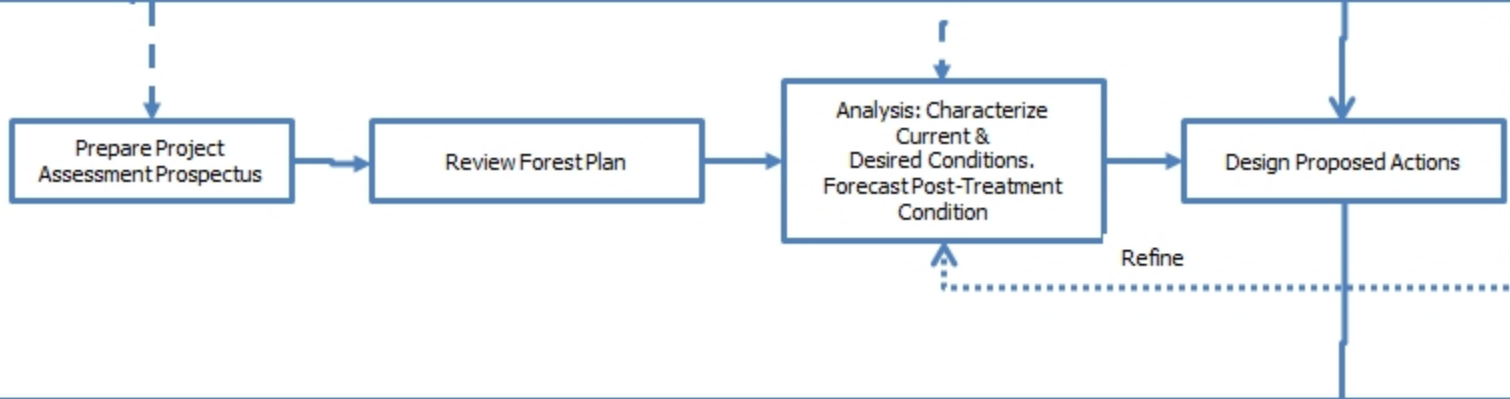 Prepare Project
Assessment Prospectus
Review Forest Plan
Analysis: Characterize
Current &
Desired Conditions.
Forecast Post-Treatment
Condition
Design Proposed Actions
Refine